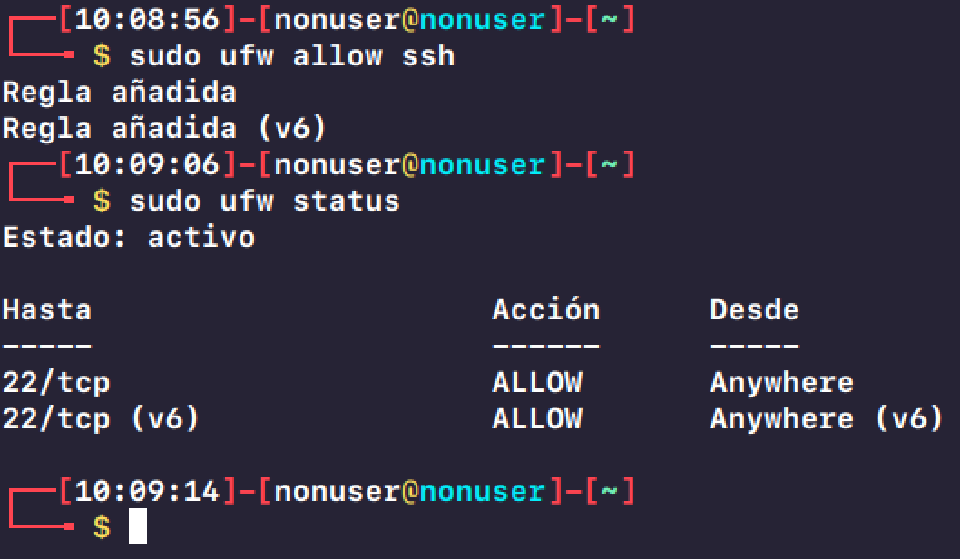 [10:08:56]-[nonuser@nonuser]-[~]
$ sudo ufw allow ssh
Regla añadida
Regla añadida (v6)
[10:09:06]-[nonuser@nonuser]-[~]
$ sudo ufw status
Estado: activo
Hasta Acción Desde
----- ------ -----
22/tcp ALLOW Anywhere
22/tcp (v6) ALLOW Anywhere (v6)
[10:09:14]-[nonuser@nonuser]-[~]
$